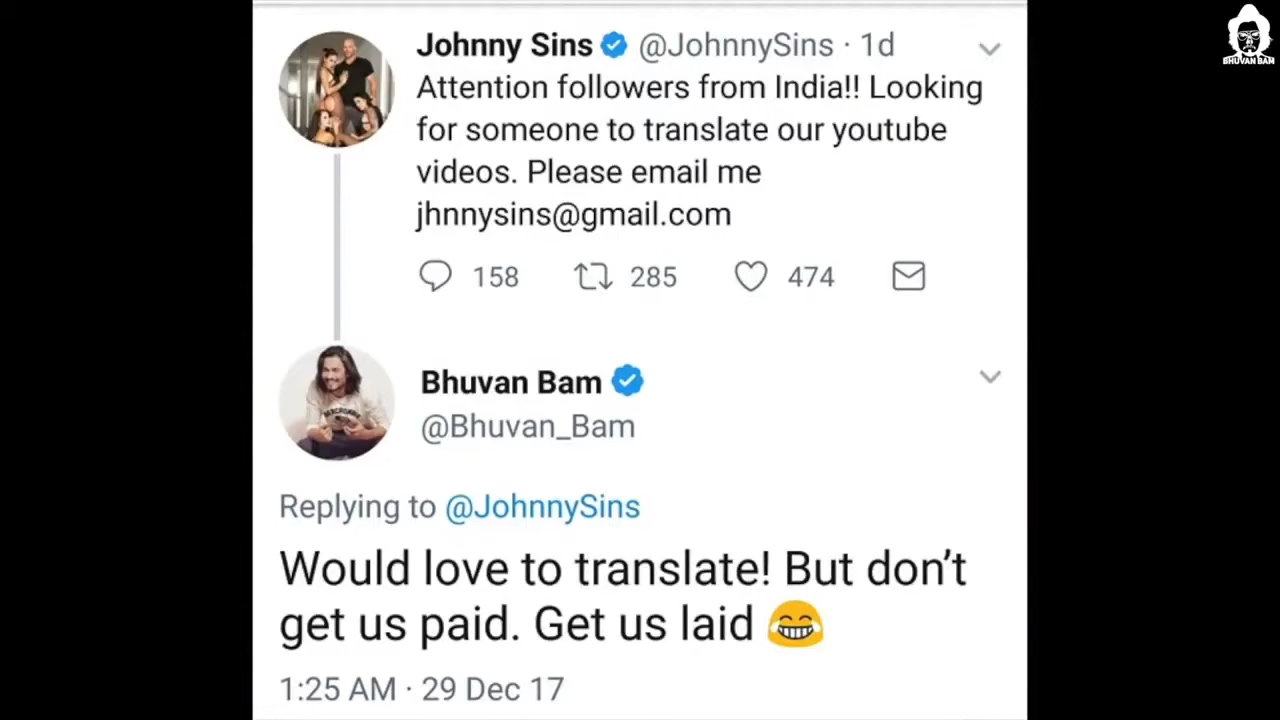 Johnny Sins @JohnnySins · 1d
Attention followers from India!! Looking
for someone to translate our youtube
videos. Please email me
jhnnysins@gmail.com
158 285 474
Bhuvan Bam
@Bhuvan_Bam
Replying to @JohnnySins
Would love to translate! But don’t
get us paid. Get us laid 😂
1:25 AM · 29 Dec 17
BHUVAN BAM